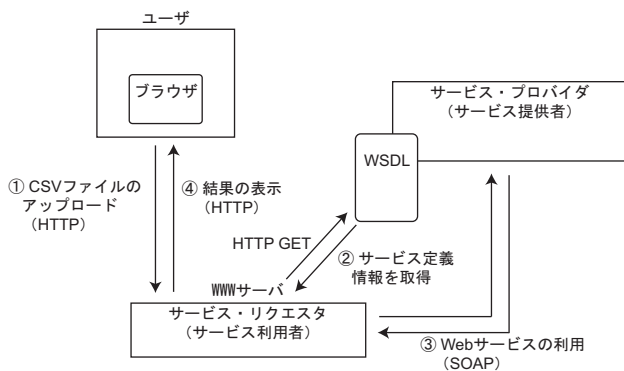 ユーザ
ブラウザ
サービス・プロバイダ
（サービス提供者）
WSDL
① CSVファイルの
アップロード
（HTTP）
④ 結果の表示
（HTTP）
HTTP GET
② サービス定義
情報を取得
WWWサーバ
サービス・リクエスタ
（サービス利用者）
③ Webサービスの利用
（SOAP）